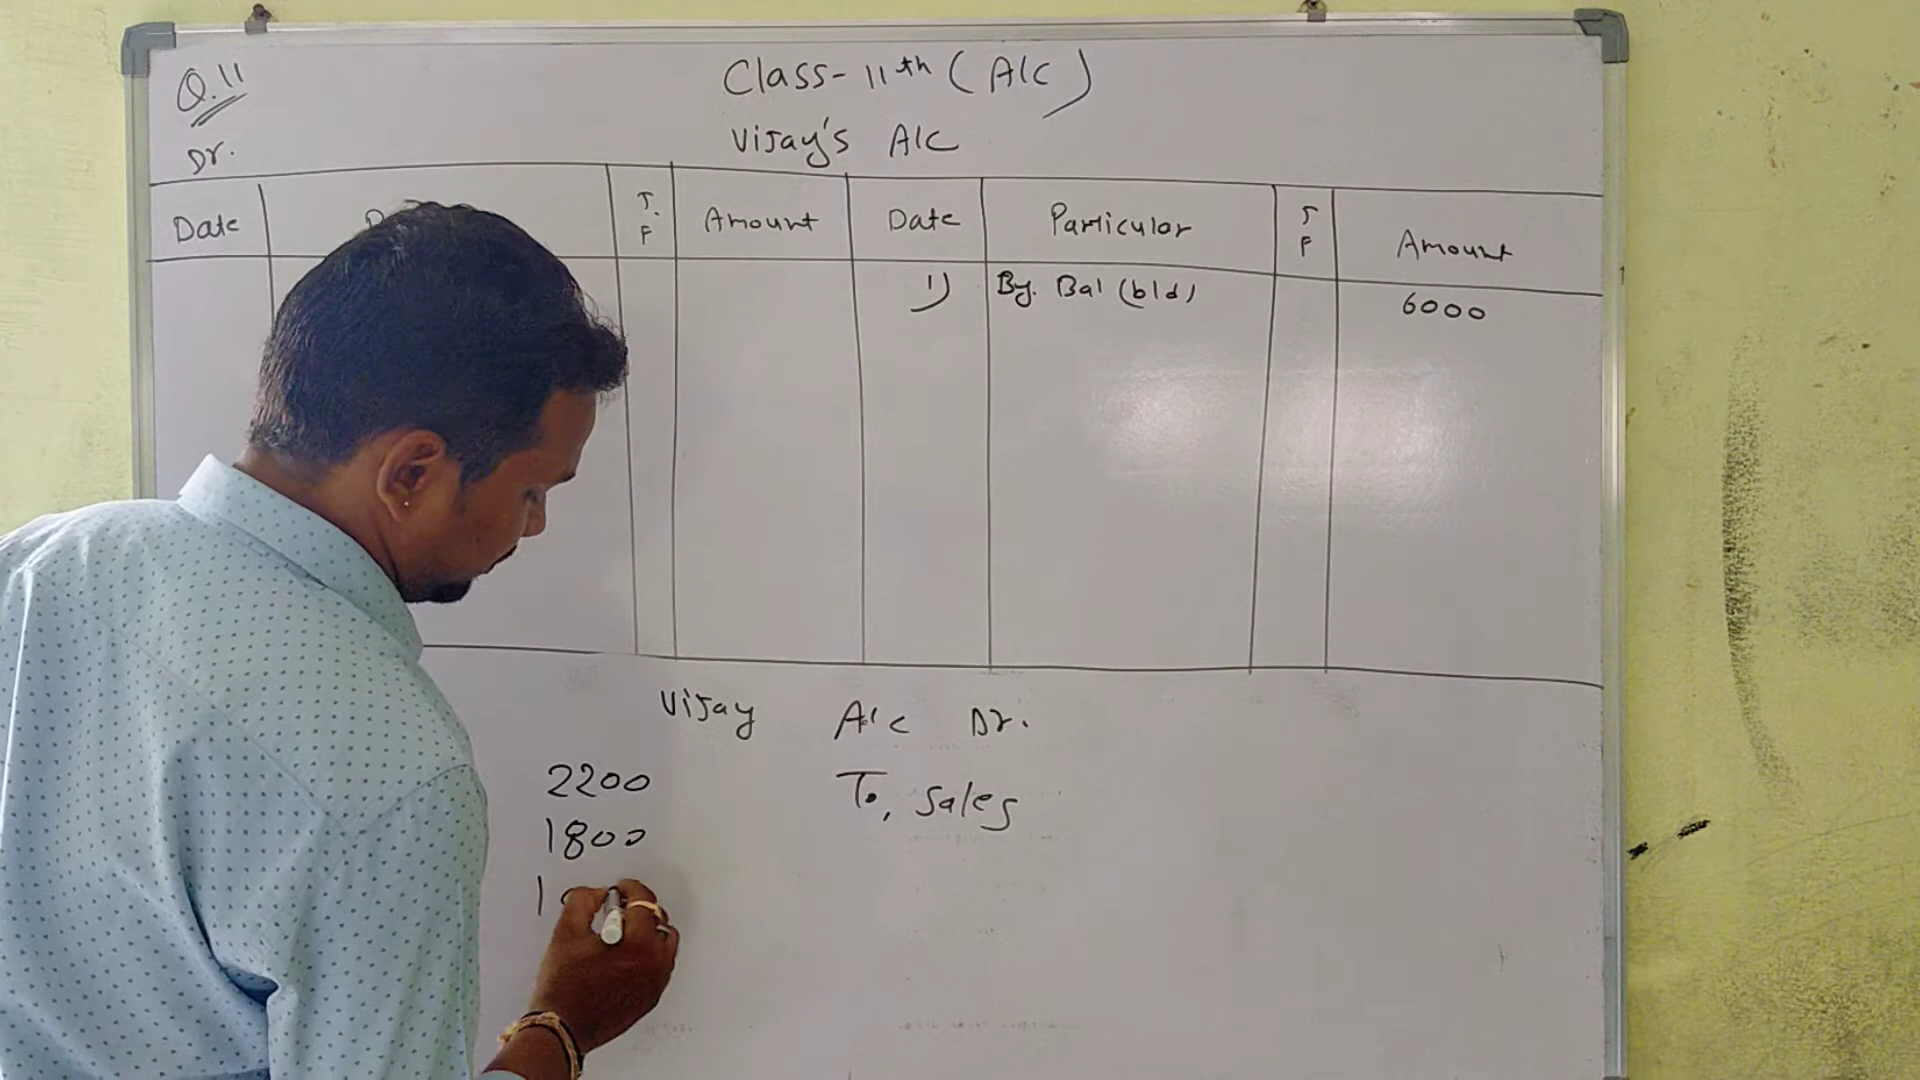 Q.11
Class-11th (A/C)
Dr.
Vijay's A/C
Date J.F Amount Date Particular JF Amount
1) By. Bal (b/d) 6000
Vijay A/c Dr.
2200 To, Sales
1800